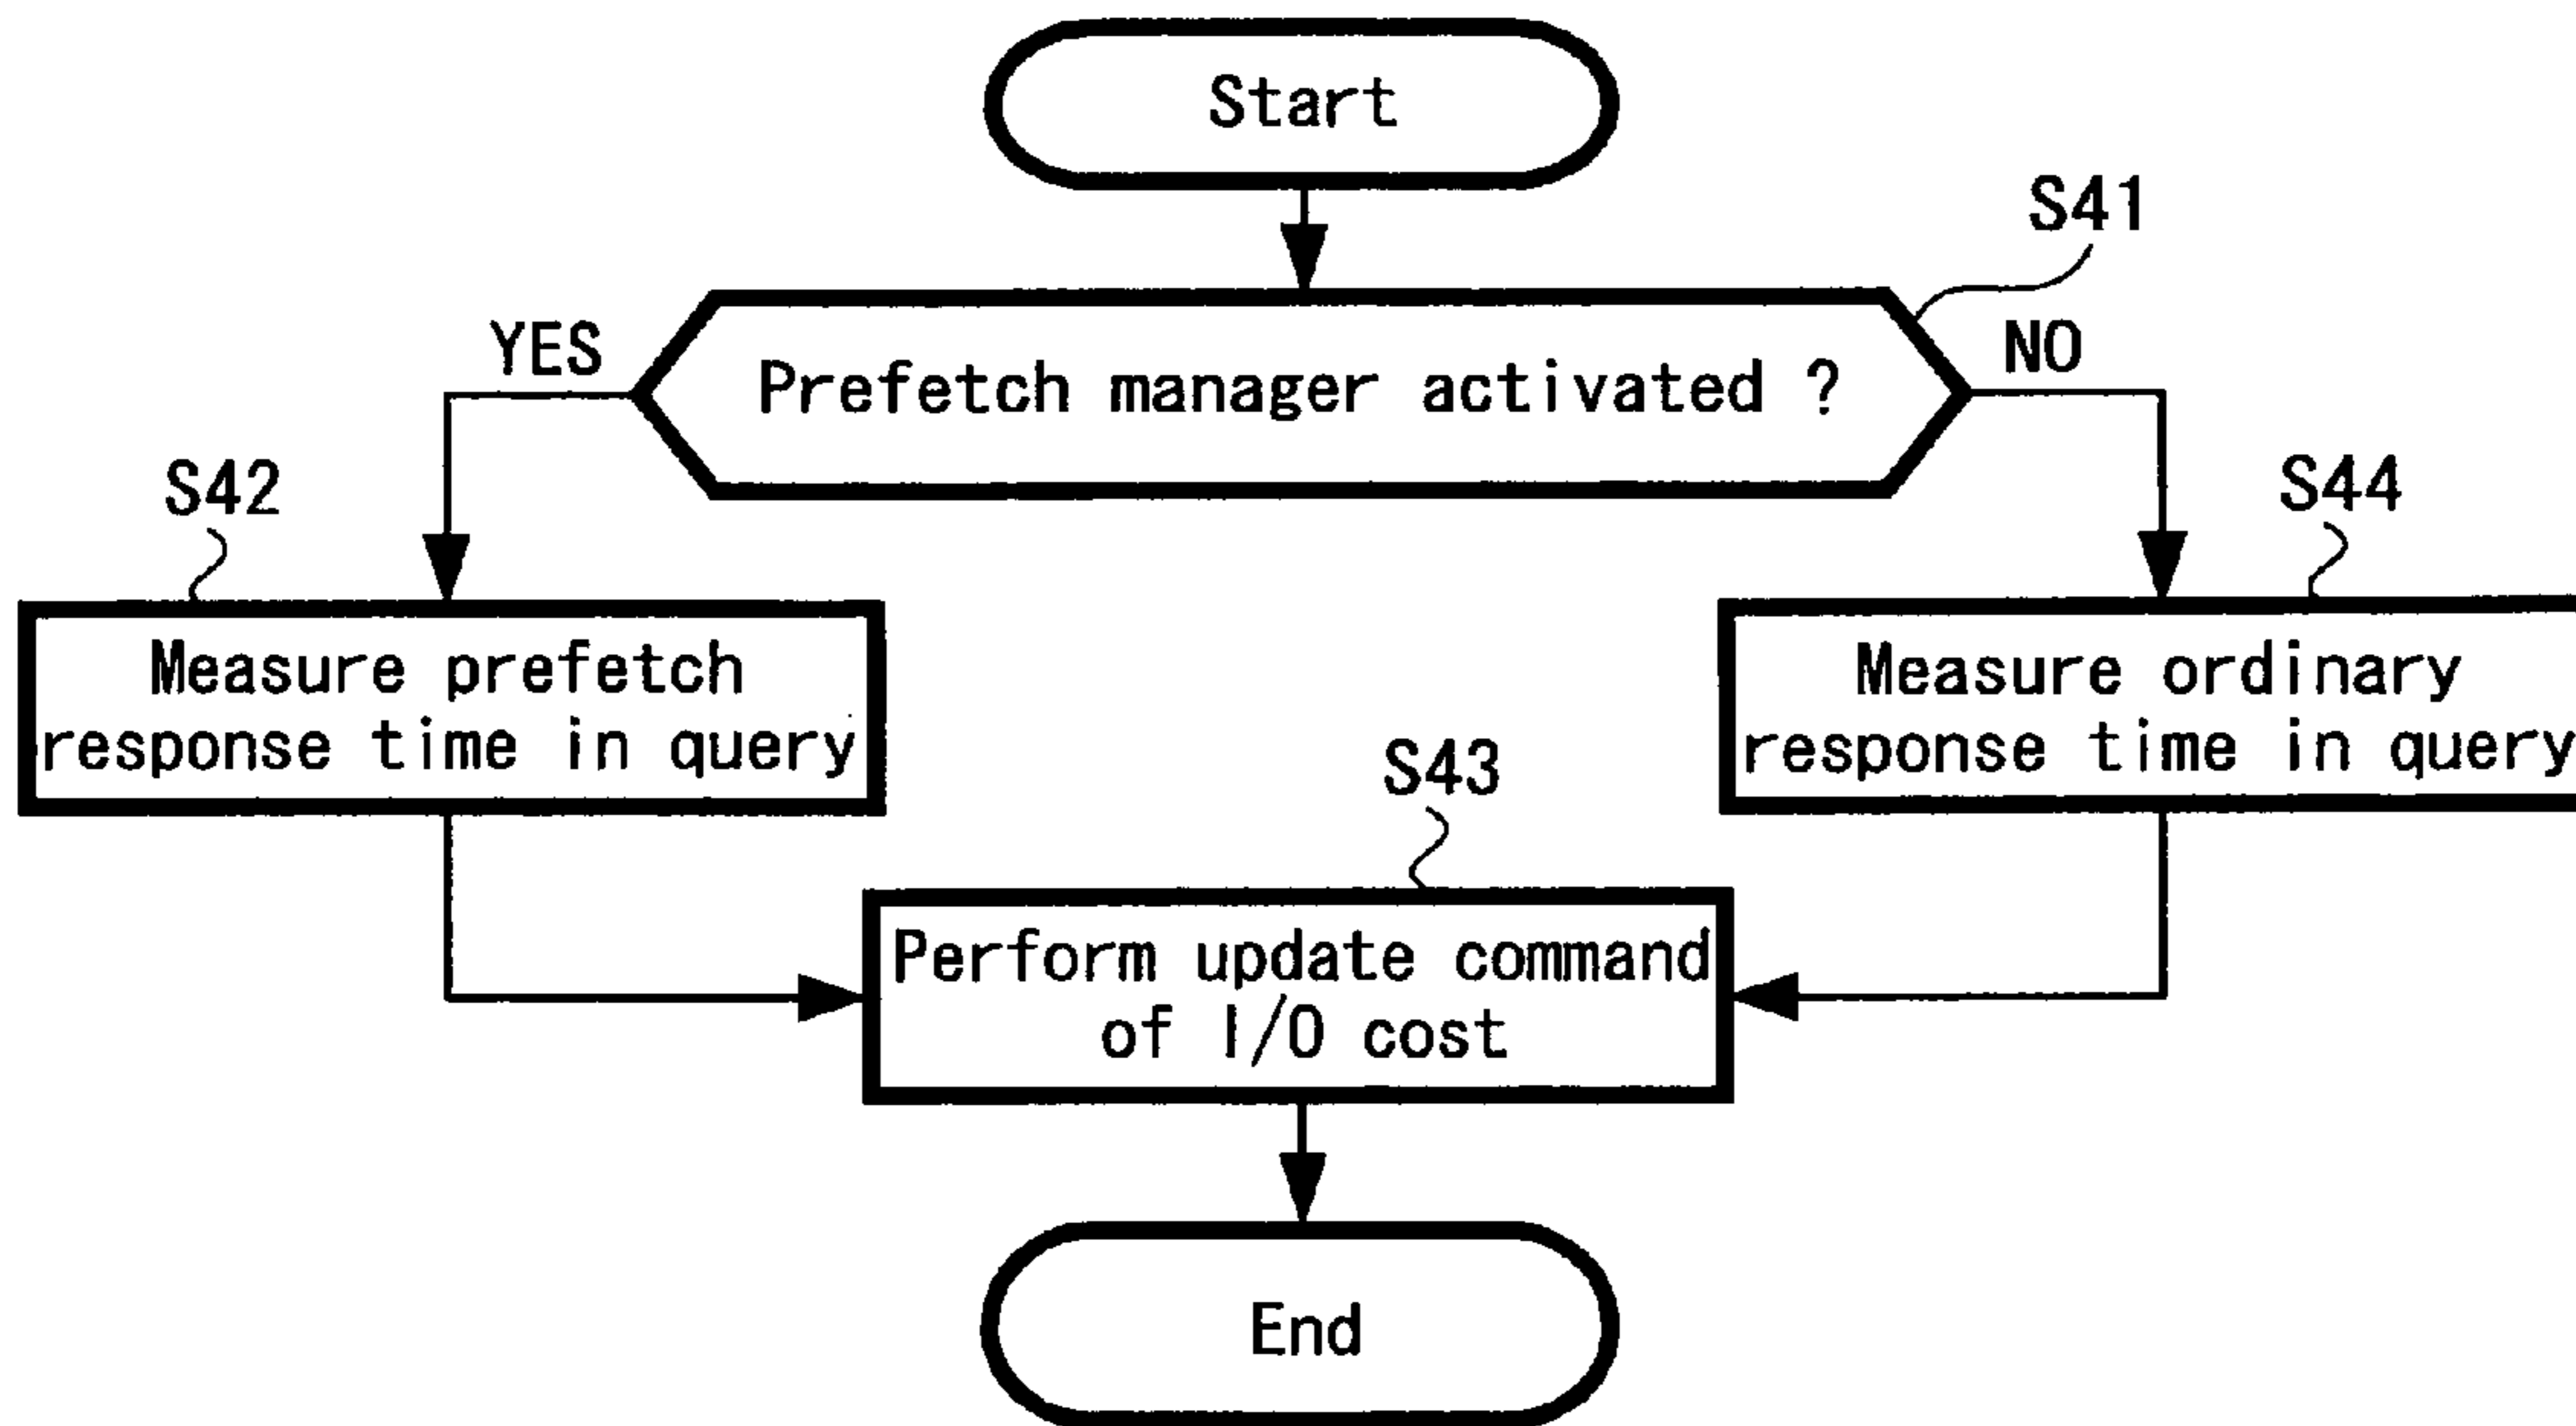 Start
S41
YES
Prefetch manager activated ?
NO
S42
S44
Measure prefetch
response time in query
Measure ordinary
response time in query
S43
Perform update command
of I/O cost
End